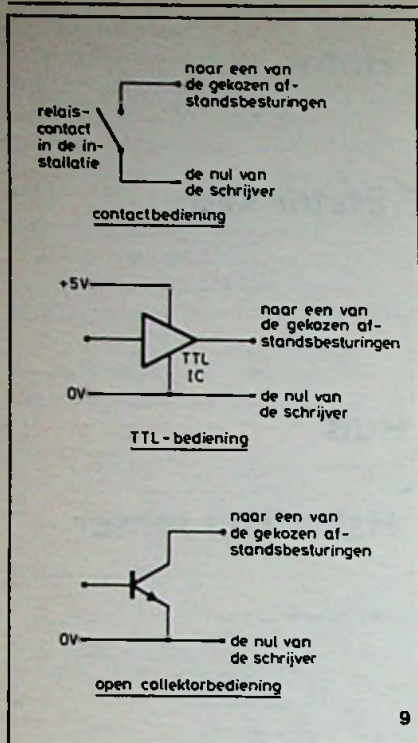 naar een van
de gekozen af-
standsbesturingen
relais-
contact
in de in-
stallatie
de nul van
de schrijver
contactbediening
+5V
naar een van
de gekozen af-
standsbesturingen
TTL
IC
0V
de nul van
de schrijver
TTL-bediening
naar een van
de gekozen af-
standsbesturingen
0V
de nul van
de schrijver
open collektorbediening
9